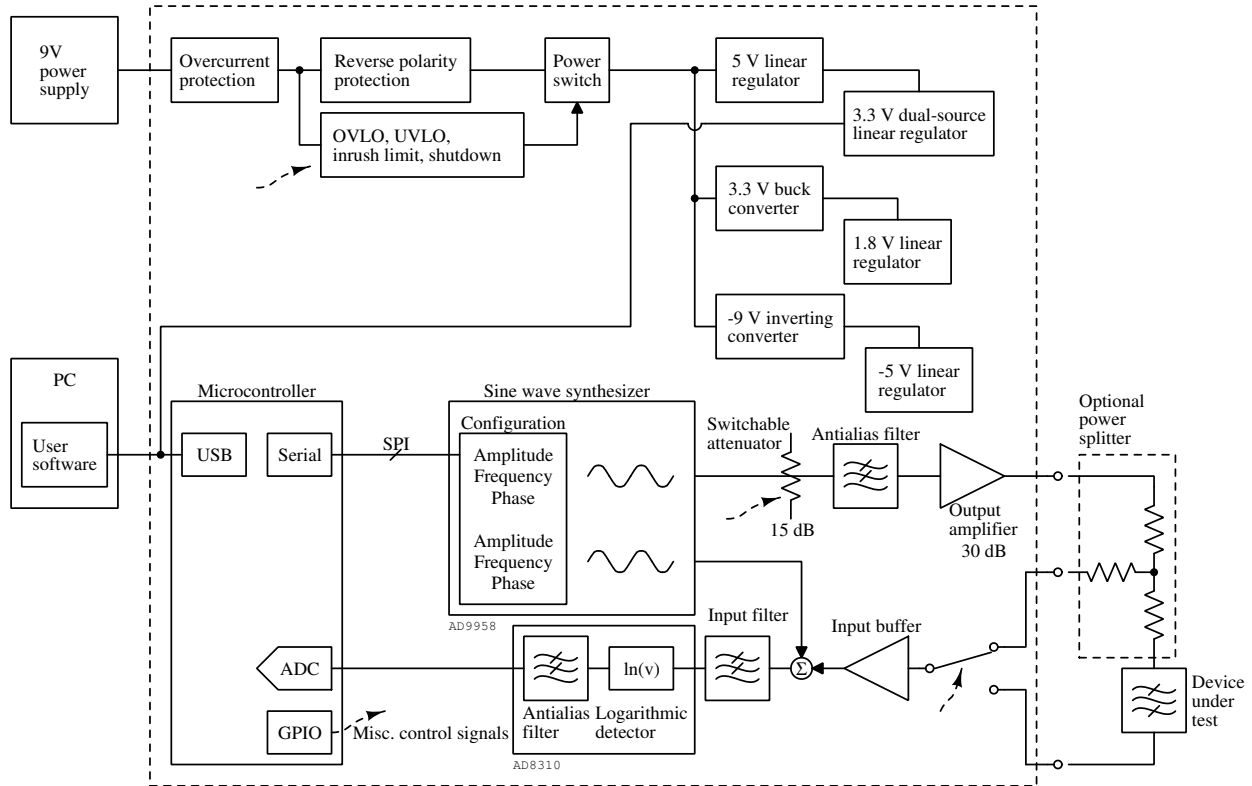 9V
power
supply
Overcurrent
protection
Reverse polarity
protection
Power
switch
5 V linear
regulator
3.3 V dual-source
linear regulator
OVLO, UVLO,
inrush limit, shutdown
3.3 V buck
converter
1.8 V linear
regulator
-9 V inverting
converter
-5 V linear
regulator
PC
User
software
Microcontroller
USB
Serial
SPI
Sine wave synthesizer
Configuration
Amplitude
Frequency
Phase
Amplitude
Frequency
Phase
AD9958
Switchable
attenuator
15 dB
Antialias filter
Output
amplifier
30 dB
Optional
power
splitter
Input filter
Input buffer
Σ
ADC
GPIO
Misc. control signals
ln(v)
Antialias
filter
Logarithmic
detector
AD8310
Device
under
test